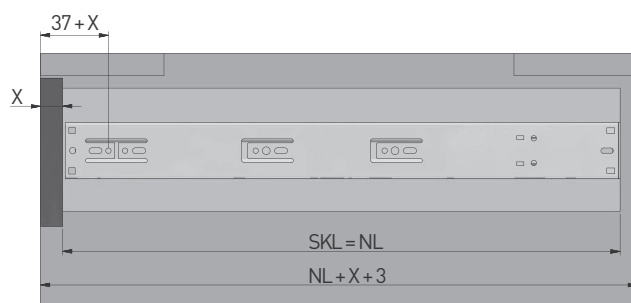 37 + X
X
SKL = NL
NL + X + 3